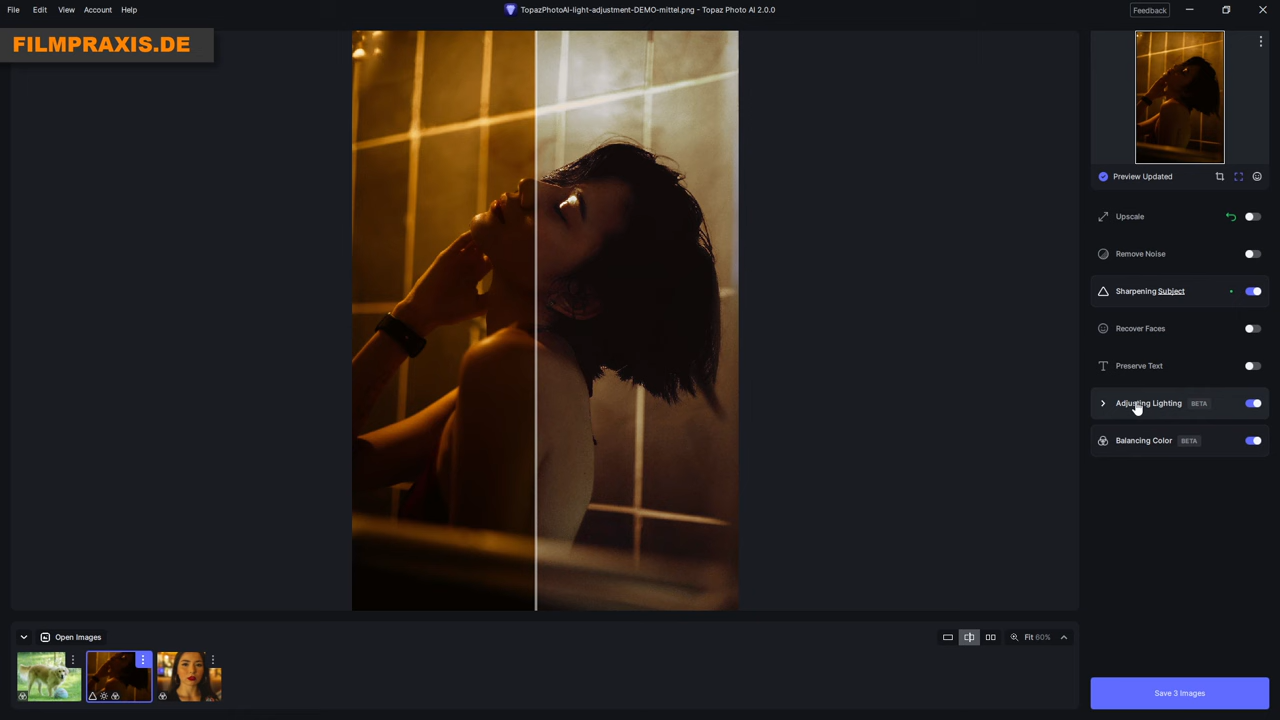 File Edit View Account Help
TopazPhotoAI-light-adjustment-DEMO-mittel.png - Topaz Photo AI 2.0.0
Feedback
FILMPRAXIS.DE
Preview Updated
Upscale
Remove Noise
Sharpening Subject
Recover Faces
Preserve Text
Adjusting Lighting BETA
Balancing Color BETA
Open Images
Fit 60%
Save 3 Images